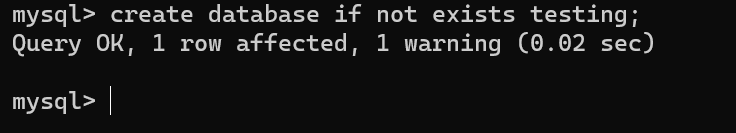 mysql> create database if not exists testing;
Query OK, 1 row affected, 1 warning (0.02 sec)
mysql>